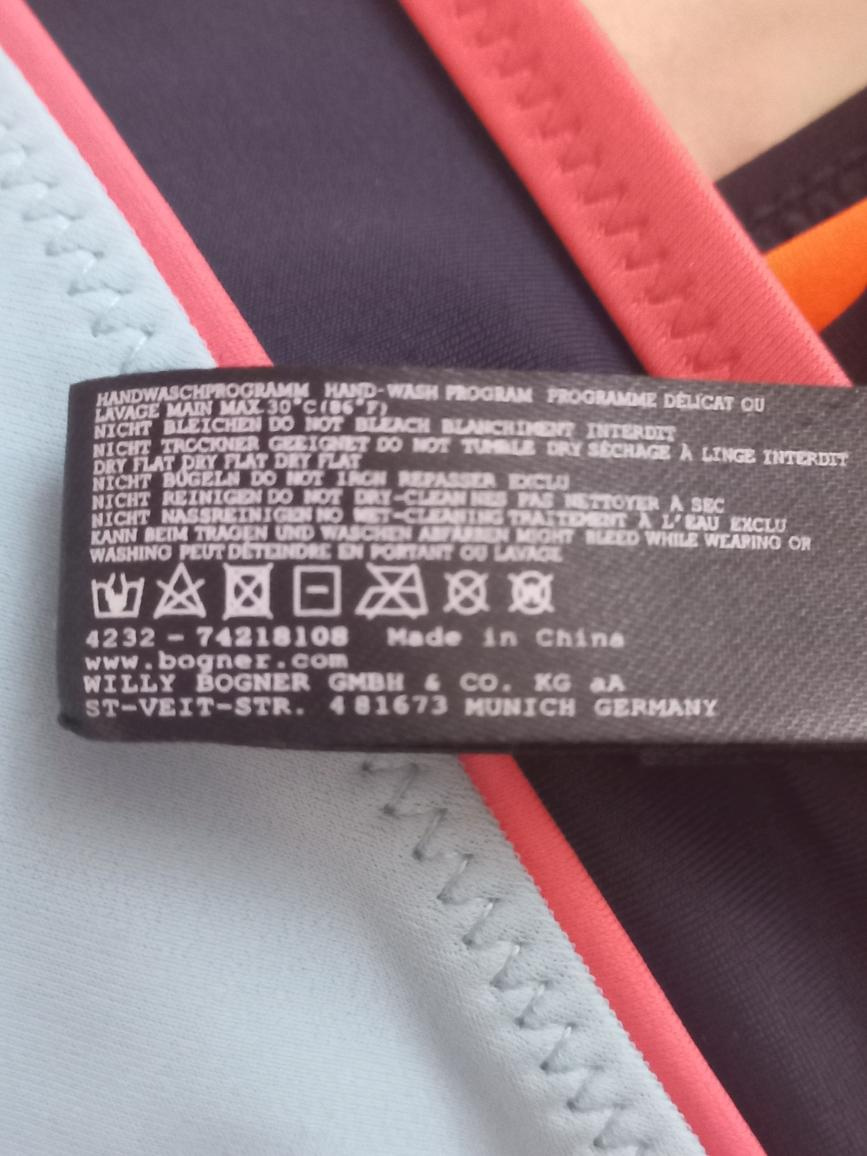 HANDWASCHPROGRAMM HAND-WASH PROGRAM PROGRAMME DÉLICAT OU
LAVAGE MAIN MAX.30°C(86°F)
NICHT BLEICHEN DO NOT BLEACH BLANCHIMENT INTERDIT
NICHT TROCKNER GEEIGNET DO NOT TUMBLE DRY SÉCHAGE À LINGE INTERDIT
DRY FLAT DRY FLAT DRY FLAT
NICHT BÜGELN DO NOT IRON REPASSER EXCLU
NICHT REINIGEN DO NOT DRY-CLEAN NES PAS NETTOYER À SEC
NICHT NASSREINIGEN NO WET-CLEANING TRAITEMENT À L'EAU EXCLU
KANN BEIM TRAGEN UND WASCHEN ABFÄRBEN MIGHT BLEED WHILE WEARING OR
WASHING PEUT DÉTEINDRE EN PORTANT OU LAVAGE
W
4232 - 74218108 Made in China
www.bogner.com
WILLY BOGNER GMBH & CO. KG aA
ST-VEIT-STR. 4 81673 MUNICH GERMANY